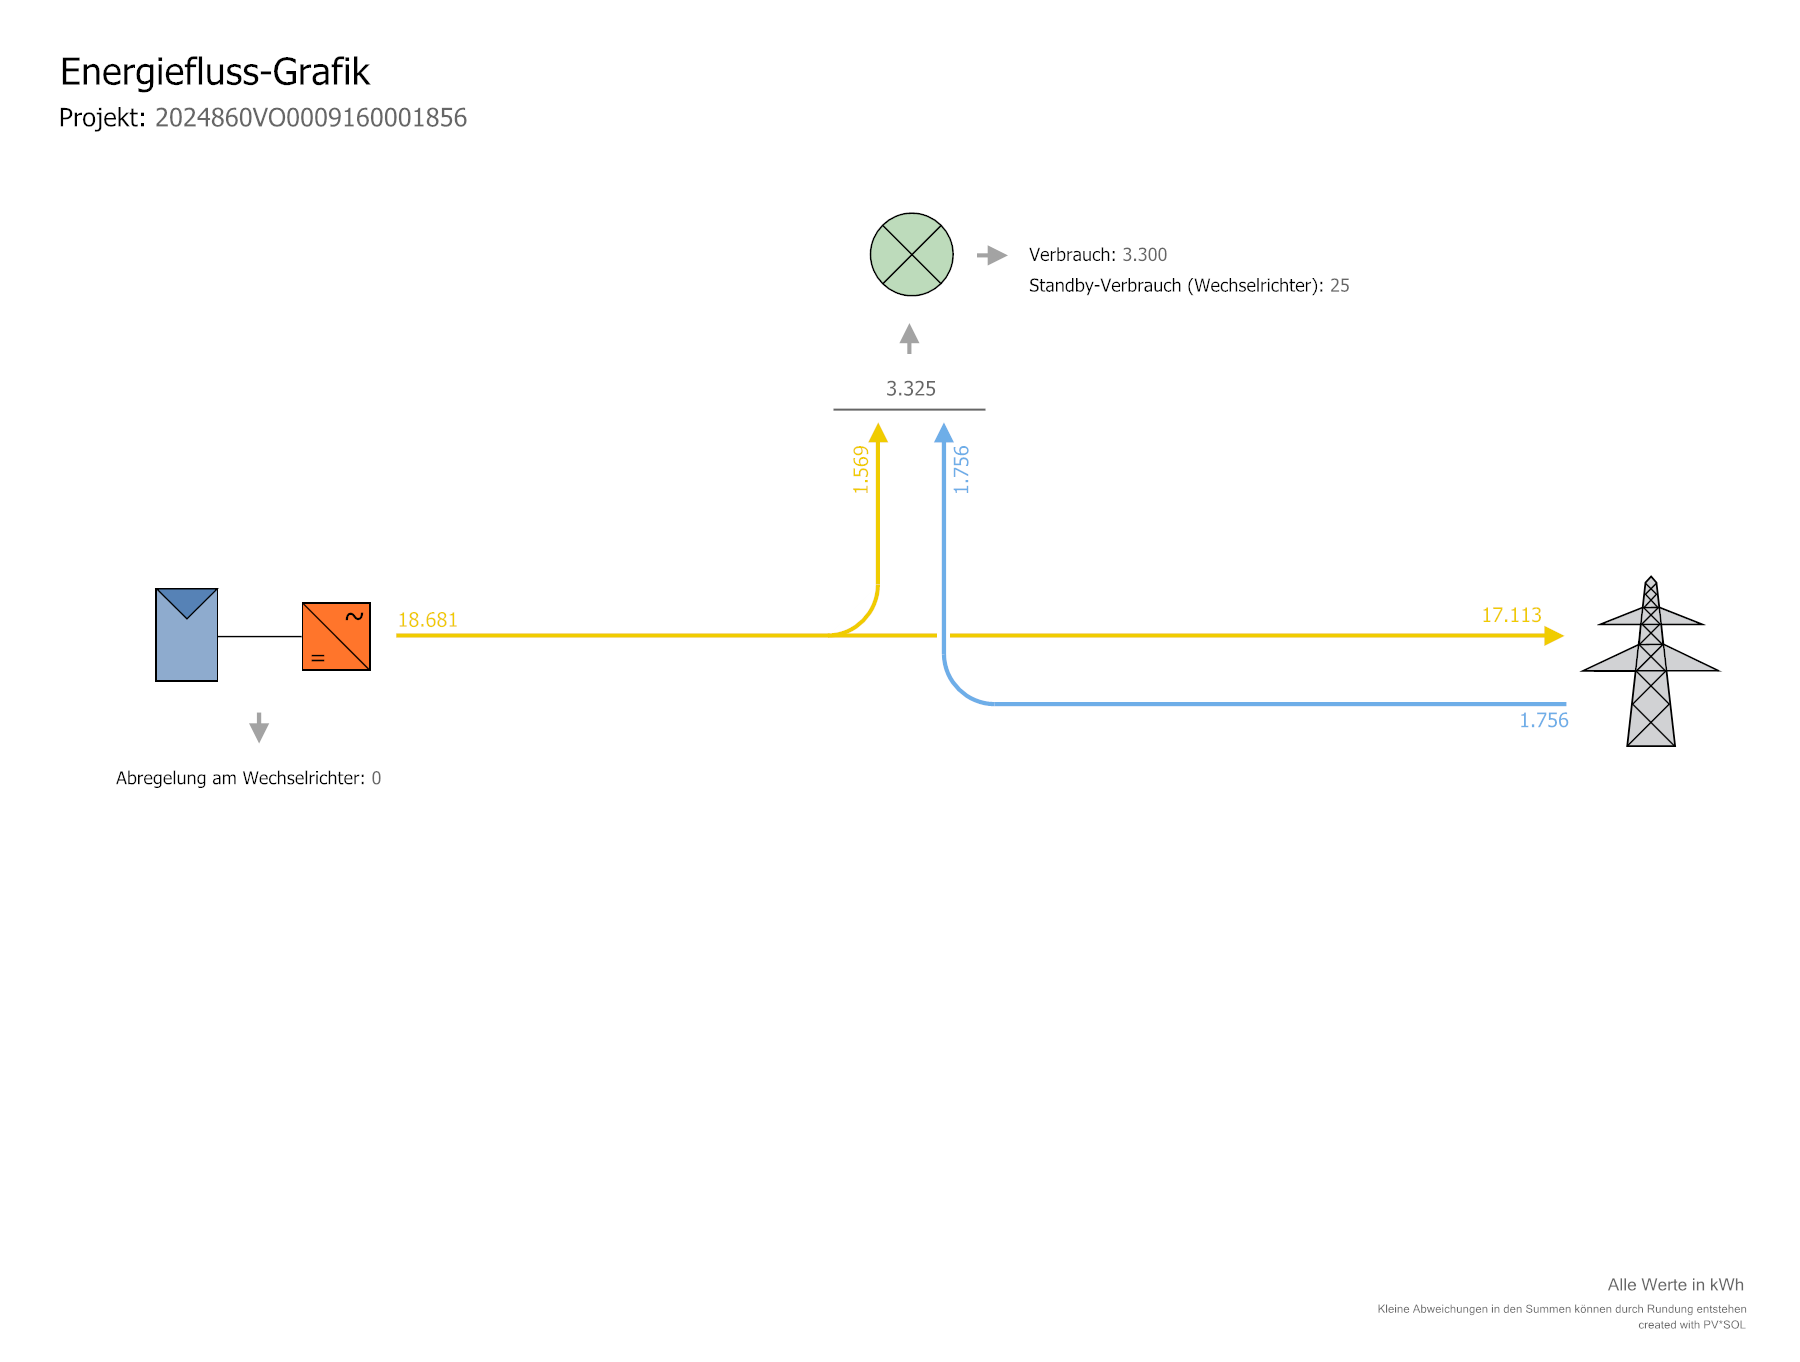 Energiefluss-Grafik
Projekt: 2024860VO0009160001856
Verbrauch: 3.300
Standby-Verbrauch (Wechselrichter): 25
3.325
1.569
1.756
18.681
17.113
1.756
Abregelung am Wechselrichter: 0
Alle Werte in kWh
Kleine Abweichungen in den Summen können durch Rundung entstehen
created with PV*SOL